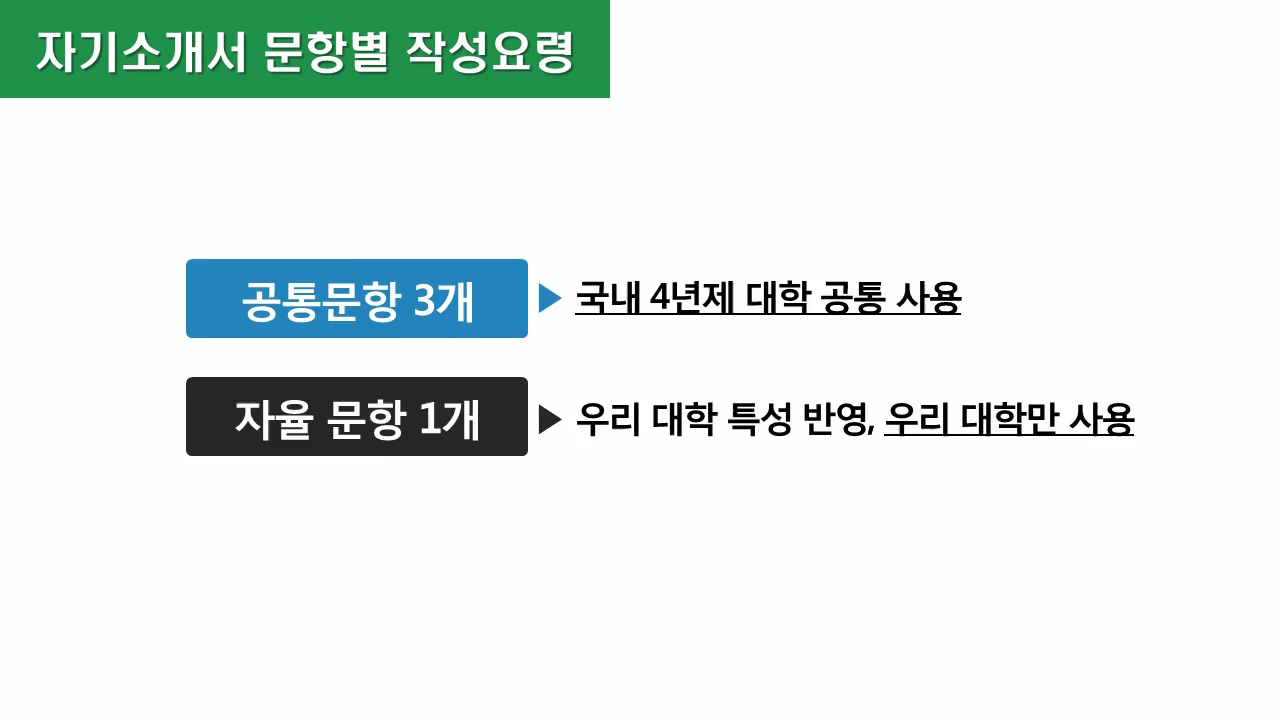 자기소개서 문항별 작성요령
공통문항 3개 ▶ 국내 4년제 대학 공통 사용
자율 문항 1개 ▶ 우리 대학 특성 반영, 우리 대학만 사용